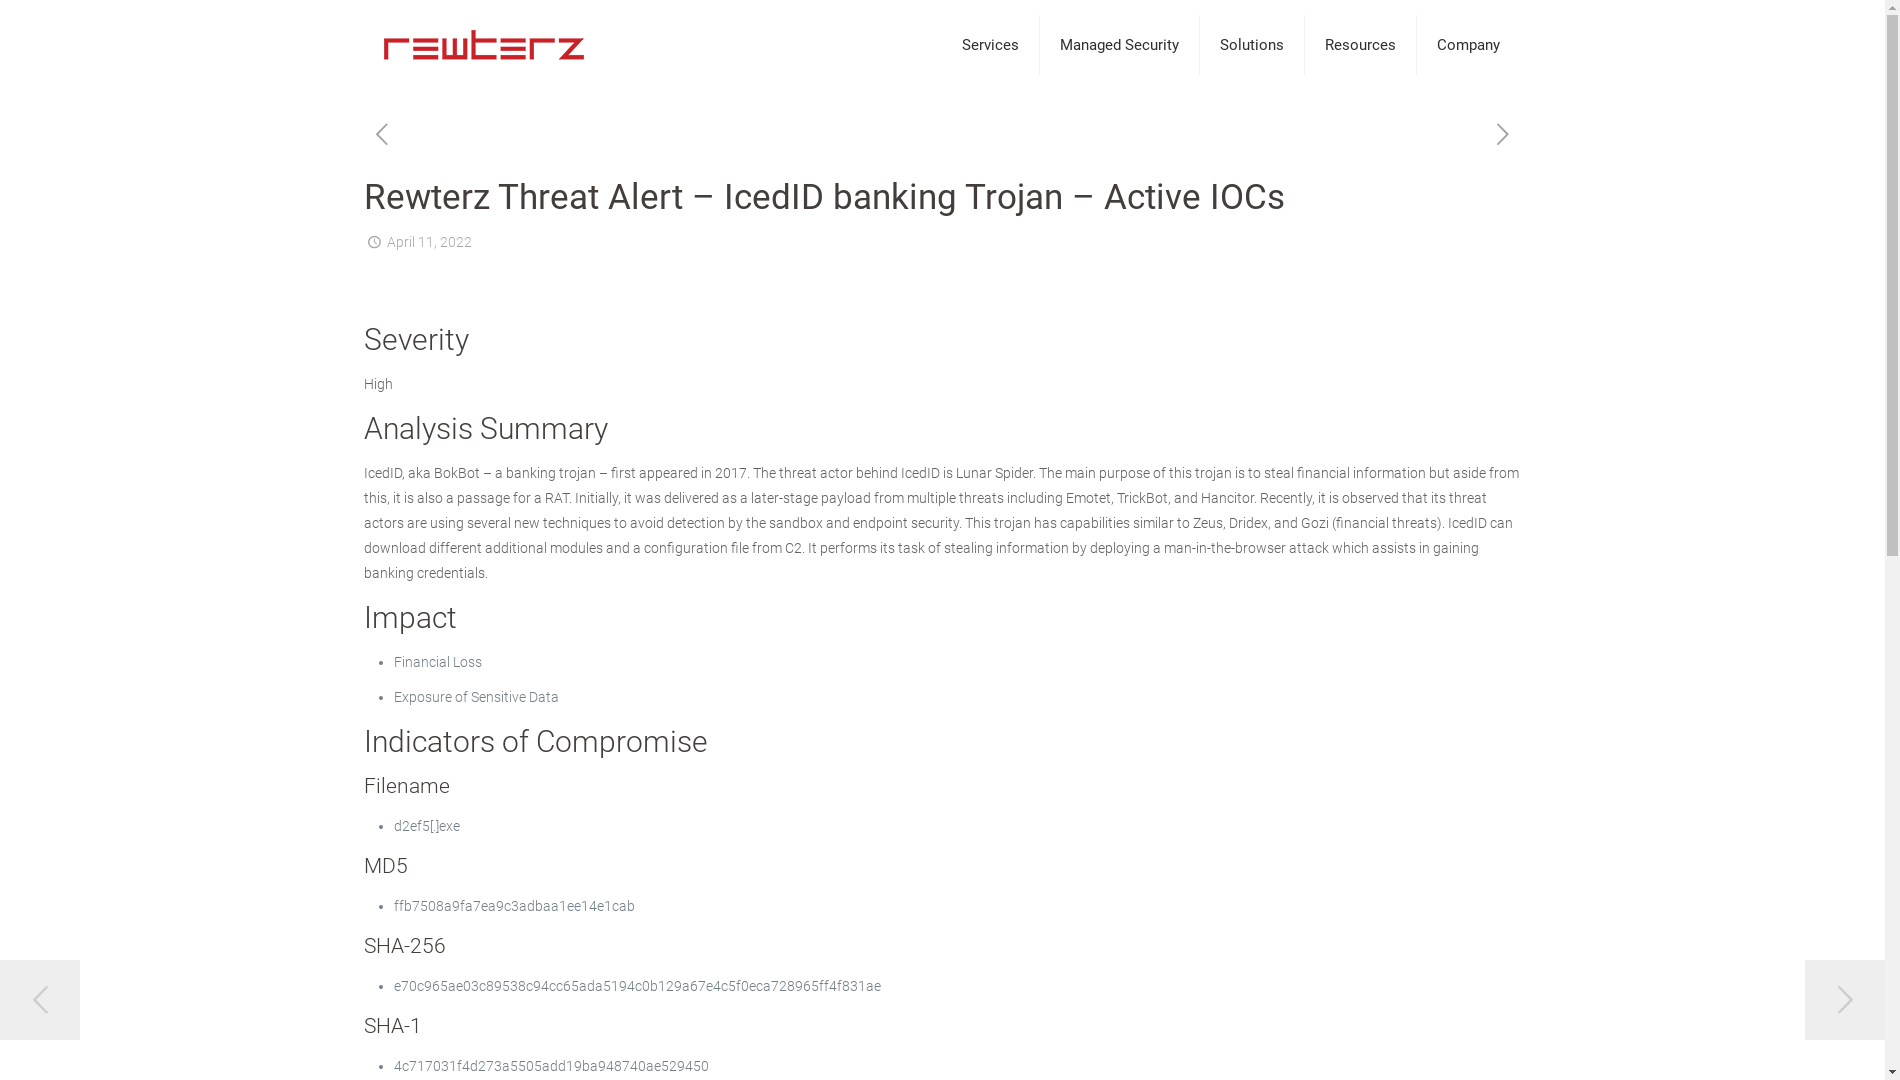 rewterz
Services
Managed Security
Solutions
Resources
Company
Rewterz Threat Alert – IcedID banking Trojan – Active IOCs
April 11, 2022
Severity
High
Analysis Summary
IcedID, aka BokBot – a banking trojan – first appeared in 2017. The threat actor behind IcedID is Lunar Spider. The main purpose of this trojan is to steal financial information but aside from
this, it is also a passage for a RAT. Initially, it was delivered as a later-stage payload from multiple threats including Emotet, TrickBot, and Hancitor. Recently, it is observed that its threat
actors are using several new techniques to avoid detection by the sandbox and endpoint security. This trojan has capabilities similar to Zeus, Dridex, and Gozi (financial threats). IcedID can
download different additional modules and a configuration file from C2. It performs its task of stealing information by deploying a man-in-the-browser attack which assists in gaining
banking credentials.
Impact
• Financial Loss
• Exposure of Sensitive Data
Indicators of Compromise
Filename
• d2ef5[.]exe
MD5
• ffb7508a9fa7ea9c3adbaa1ee14e1cab
SHA-256
• e70c965ae03c89538c94cc65ada5194c0b129a67e4c5f0eca728965ff4f831ae
SHA-1
• 4c717031f4d273a5505add19ba948740ae529450